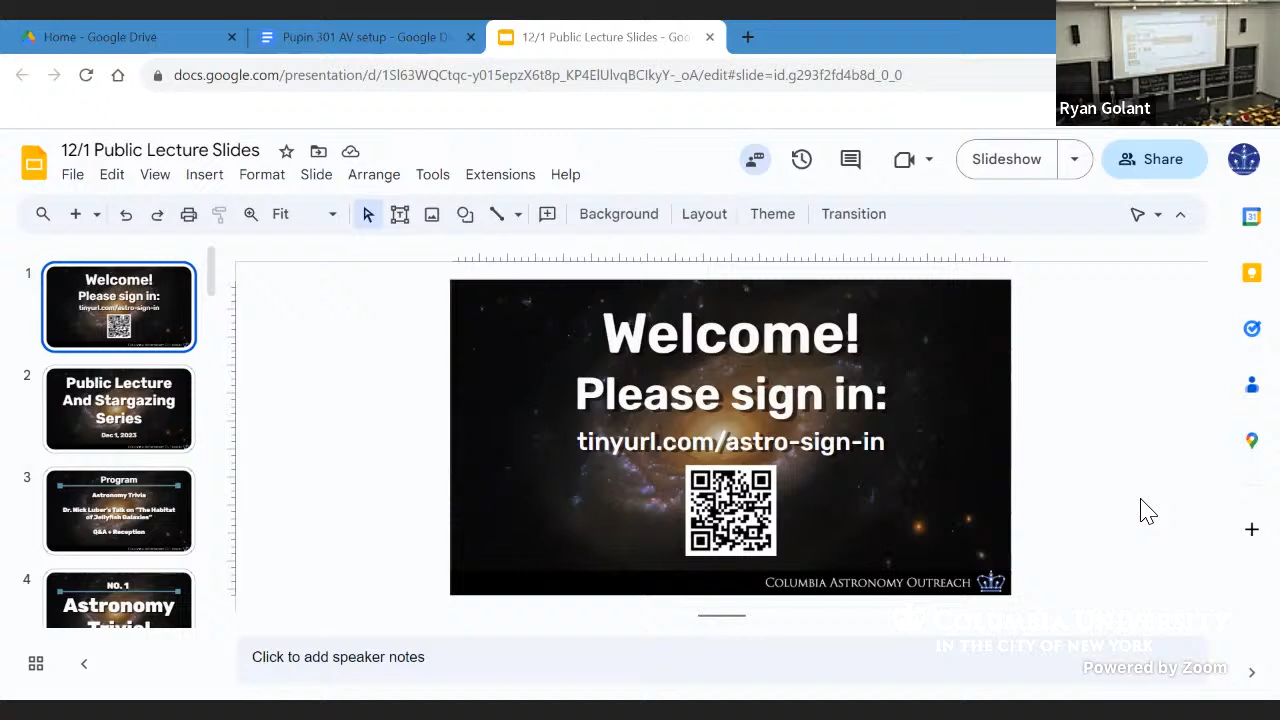 Home - Google Drive
Pupin 301 AV setup - Google D
12/1 Public Lecture Slides - Goo
docs.google.com/presentation/d/1Sl63WQCtqc-y015epzX6t8p_KP4ElUlvqBCIkyY-_oA/edit#slide=id.g293f2fd4b8d_0_0
Ryan Golant
12/1 Public Lecture Slides
File Edit View Insert Format Slide Arrange Tools Extensions Help
Slideshow
Share
Fit
Background
Layout
Theme
Transition
31
1
Welcome!
Please sign in:
tinyurl.com/astro-sign-in
2
Public Lecture
And Stargazing
Series
Dec 1, 2023
3
Program
Astronomy Trivia
Dr. Nick Luber's Talk on "The Habitat
of Jellyfish Galaxies"
Q&A + Reception
4
NO. 1
Astronomy
Trivia!
Welcome!
Please sign in:
tinyurl.com/astro-sign-in
COLUMBIA ASTRONOMY OUTREACH
COLUMBIA UNIVERSITY
IN THE CITY OF NEW YORK
Powered by Zoom
Click to add speaker notes